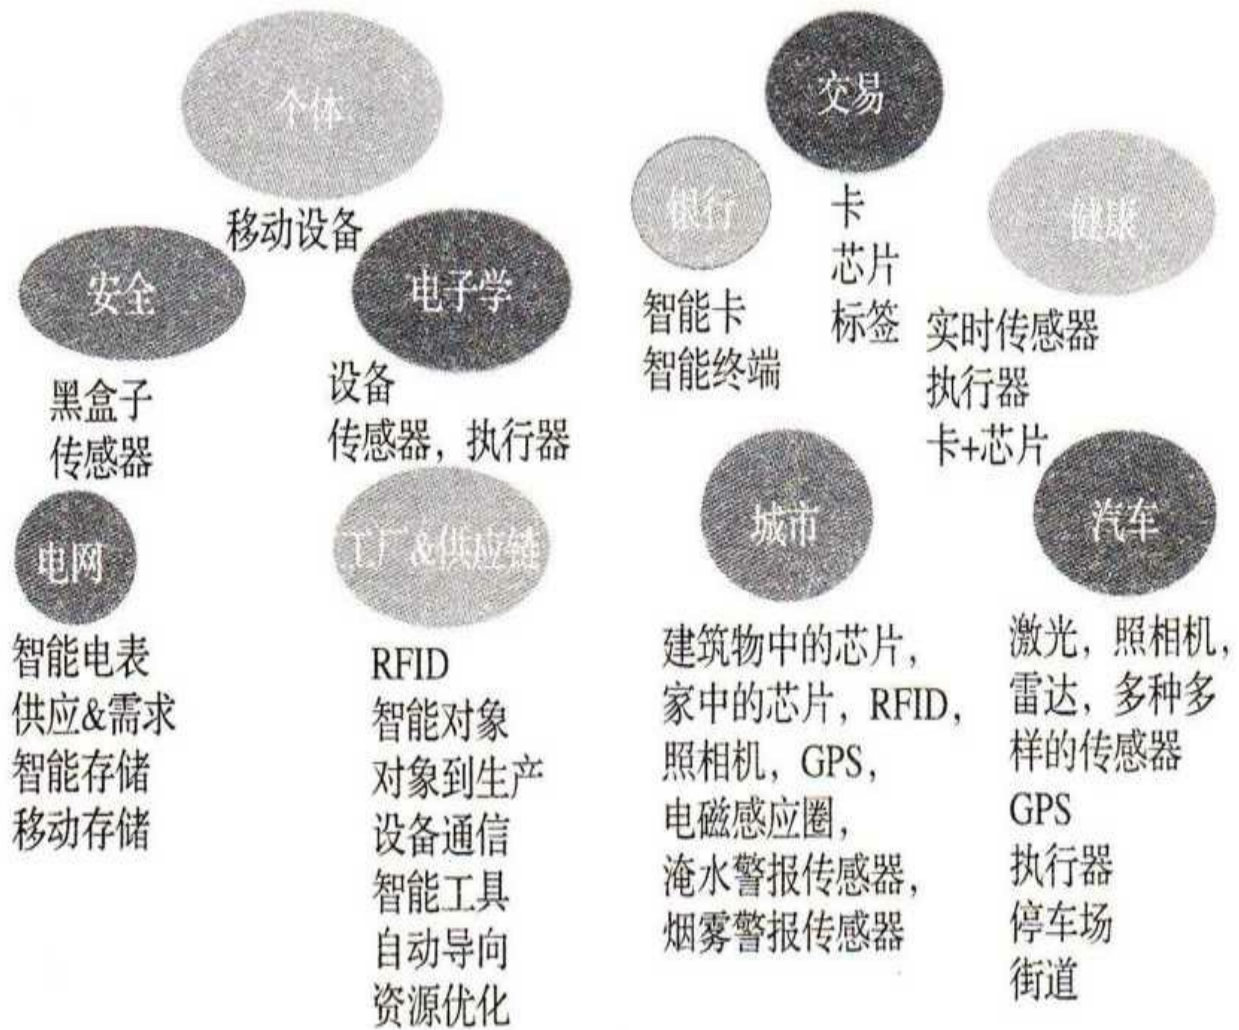 个体
移动设备
安全
黑盒子
传感器
电子学
设备
传感器，执行器
电网
智能电表
供应&需求
智能存储
移动存储
工厂&供应链
RFID
智能对象
对象到生产
设备通信
智能工具
自动导向
资源优化
交易
卡
芯片
标签
银行
智能卡
智能终端
健康
实时传感器
执行器
卡+芯片
城市
建筑物中的芯片，
家中的芯片，RFID，
照相机，GPS，
电磁感应圈，
淹水警报传感器，
烟雾警报传感器
汽车
激光，照相机，
雷达，多种多
样的传感器
GPS
执行器
停车场
街道